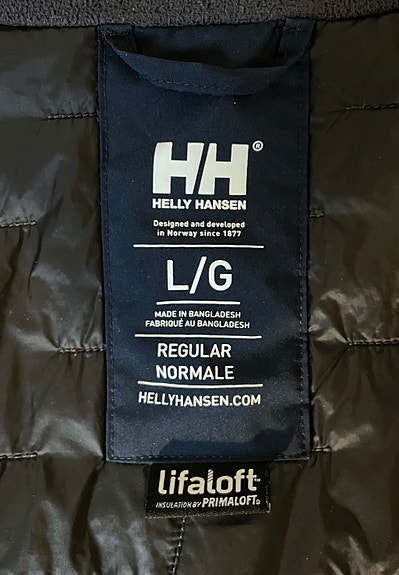 HH®
HELLY HANSEN
Designed and developed
in Norway since 1877
L/G
MADE IN BANGLADESH
FABRIQUÉ AU BANGLADESH
REGULAR
NORMALE
HELLYHANSEN.COM
lifaloft™
INSULATION BY PRIMALOFT®